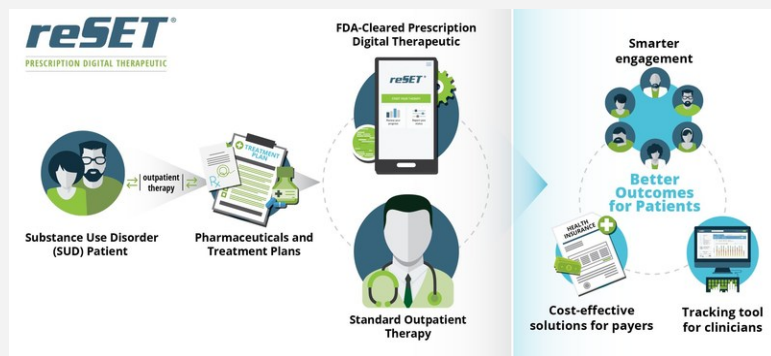 reSET®
PRESCRIPTION DIGITAL THERAPEUTIC
Substance Use Disorder
(SUD) Patient
outpatient
therapy
TREATMENT
PLAN
Rx
Pharmaceuticals and
Treatment Plans
FDA-Cleared Prescription
Digital Therapeutic
reSET®
Standard Outpatient
Therapy
Smarter
engagement
Better
Outcomes
for Patients
HEALTH
INSURANCE
Cost-effective
solutions for payers
Tracking tool
for clinicians